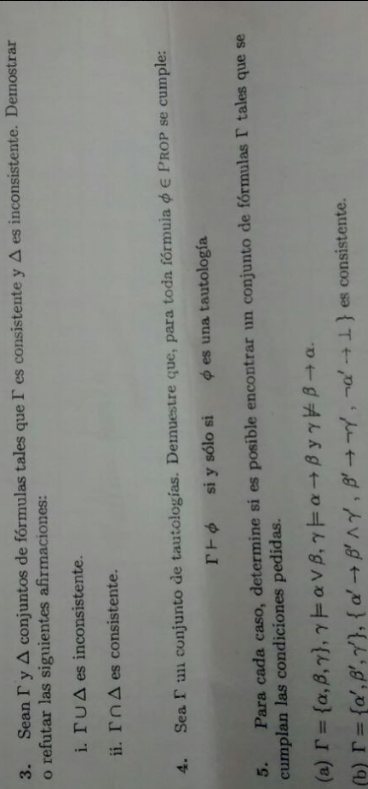 3. Sean Γ y Δ conjuntos de fórmulas tales que Γ es consistente y Δ es inconsistente. Demostrar
o refutar las siguientes afirmaciones:
i. Γ ∪ Δ es inconsistente.
ii. Γ ∩ Δ es consistente.
4. Sea Γ un conjunto de tautologías. Demuestre que, para toda fórmula ϕ ∈ PROP se cumple:
Γ ⊢ ϕ si y sólo si ϕ es una tautología
5. Para cada caso, determine si es posible encontrar un conjunto de fórmulas Γ tales que se
cumplan las condiciones pedidas.
(a) Γ = {α, β, γ}, γ ⊨ α ∨ β, γ ⊨ α → β y γ ⊭ β → α.
(b) Γ = {α′, β′, γ′}, { α′ → β′ ∧ γ′ , β′ → ¬γ′ , ¬α′ → ⊥ } es consistente.